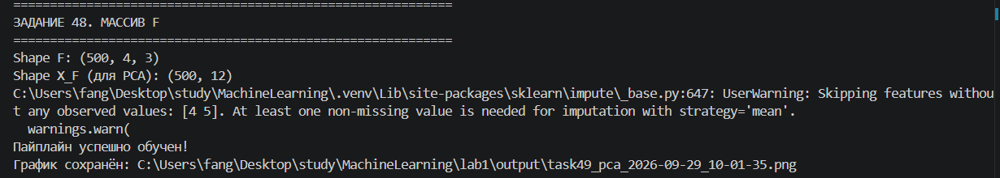 ============================================================
ЗАДАНИЕ 48. МАССИВ F
============================================================
Shape F: (500, 4, 3)
Shape X_F (для PCA): (500, 12)
C:\Users\fang\Desktop\study\MachineLearning\.venv\Lib\site-packages\sklearn\impute\_base.py:647: UserWarning: Skipping features withou
t any observed values: [4 5]. At least one non-missing value is needed for imputation with strategy='mean'.
  warnings.warn(
Пайплайн успешно обучен!
График сохранён: C:\Users\fang\Desktop\study\MachineLearning\lab1\output\task49_pca_2026-09-29_10-01-35.png